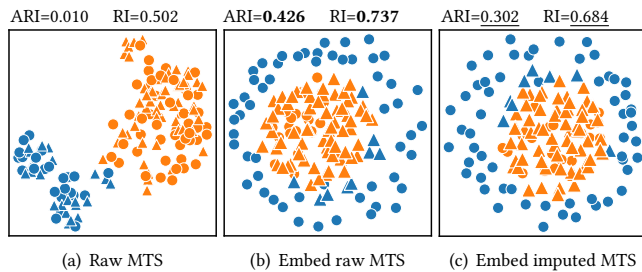 ARI=0.010 RI=0.502 ARI=0.426 RI=0.737 ARI=0.302 RI=0.684
(a) Raw MTS (b) Embed raw MTS (c) Embed imputed MTS